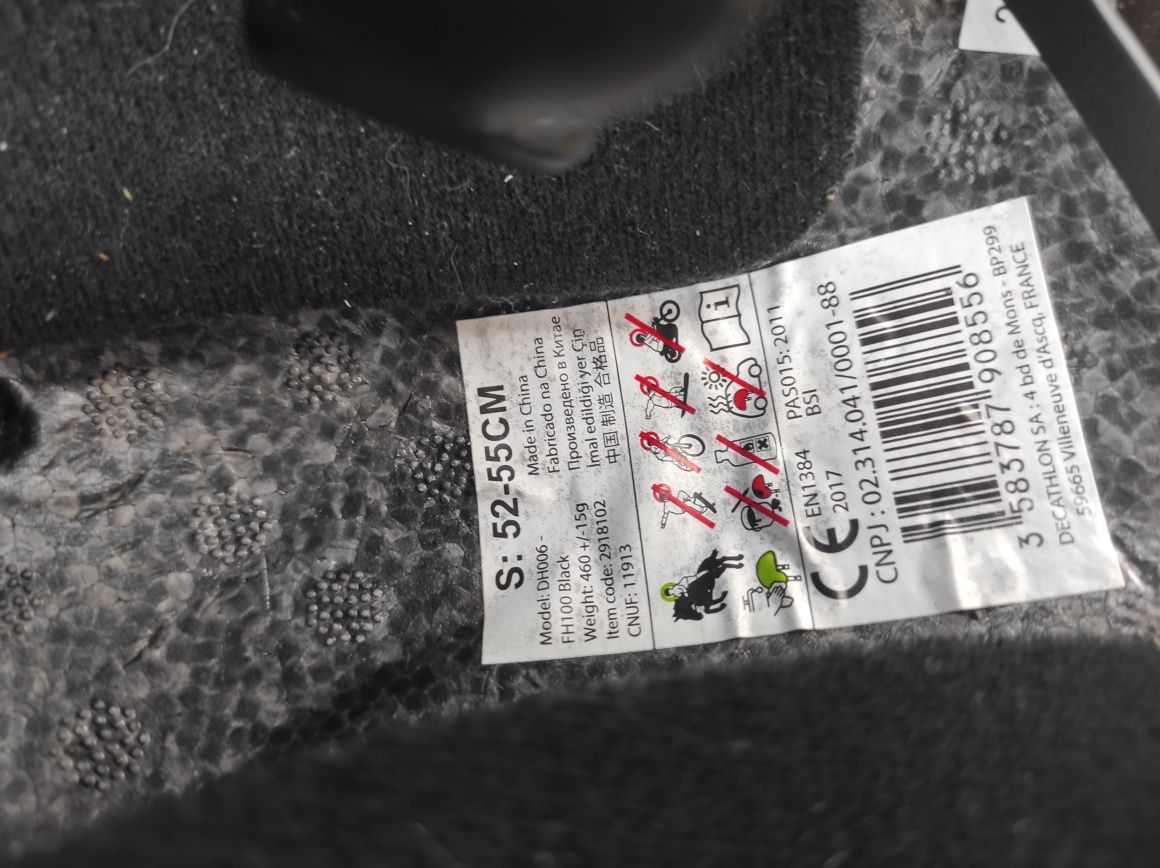 S: 52-55CM
Model: DH006 -
FH100 Black
Weight: 460 +/-15g
Item code: 2918102
CNUF: 11913
Made in China
Fabricado na China
Произведено в Китае
İmal edildiği yer Çin
中国 制造 合格品
CE EN1384
2017
PAS015: 2011
BSI
CNPJ : 02.314.041/0001-88
3 583787 908556
DECATHLON SA : 4 bd de Mons - BP299
59665 Villeneuve d'Ascq, FRANCE